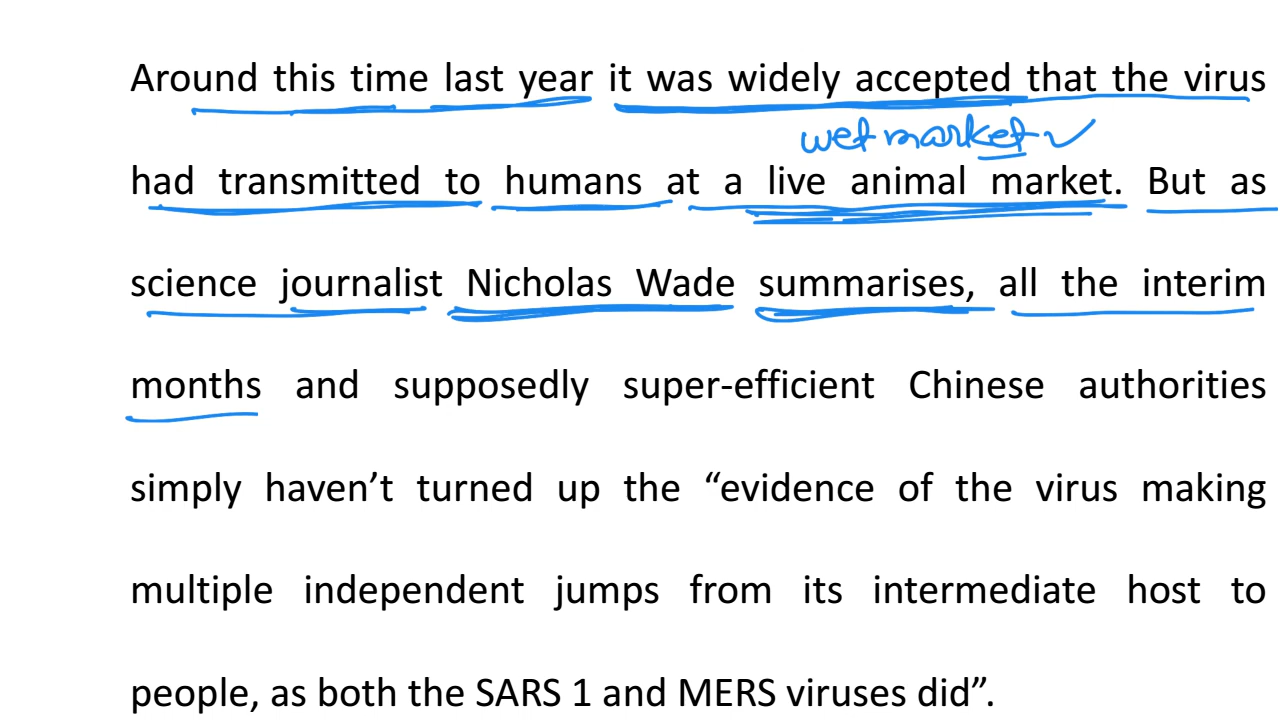 Around this time last year it was widely accepted that the virus
wet market
had transmitted to humans at a live animal market. But as
science journalist Nicholas Wade summarises, all the interim
months and supposedly super-efficient Chinese authorities
simply haven’t turned up the “evidence of the virus making
multiple independent jumps from its intermediate host to
people, as both the SARS 1 and MERS viruses did”.